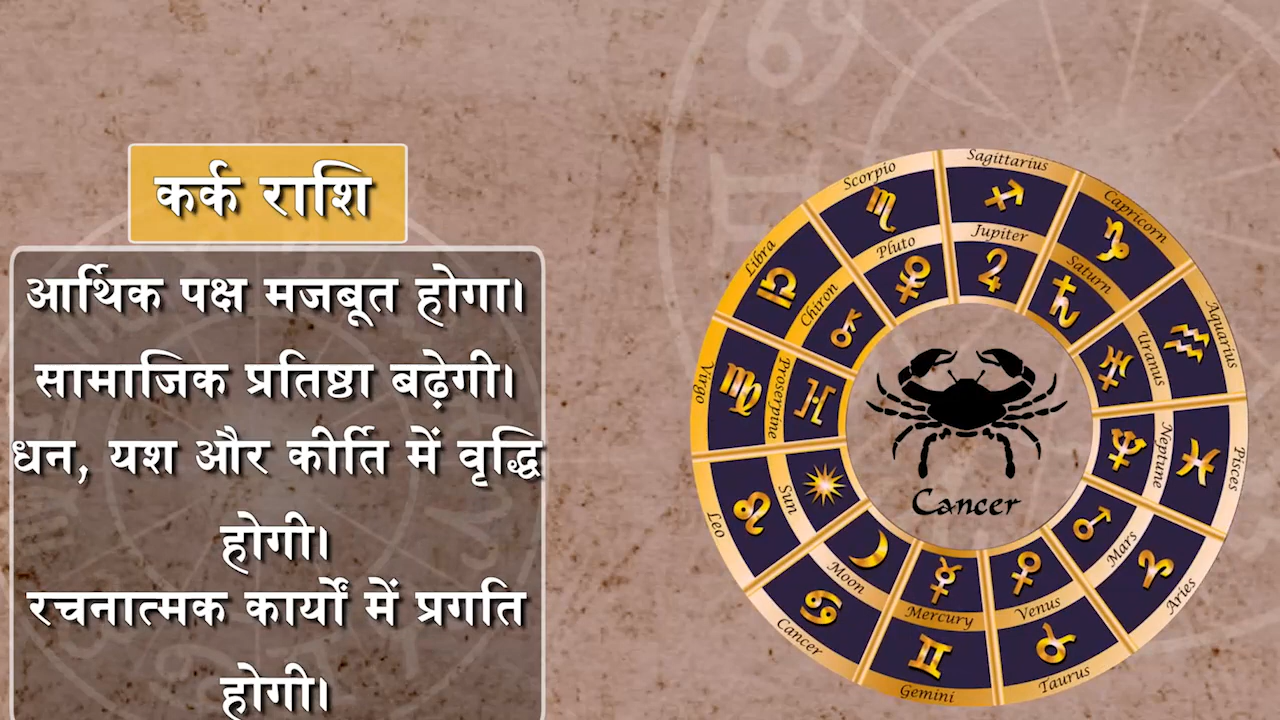 कर्क राशि
आर्थिक पक्ष मजबूत होगा।
सामाजिक प्रतिष्ठा बढ़ेगी।
धन, यश और कीर्ति में वृद्धि
होगी।
रचनात्मक कार्यों में प्रगति
होगी।
Sagittarius
Capricorn
Aquarius
Pisces
Aries
Taurus
Gemini
Cancer
Leo
Virgo
Libra
Scorpio
Jupiter
Saturn
Uranus
Neptune
Mars
Venus
Mercury
Moon
Sun
Proserpine
Chiron
Pluto
Cancer